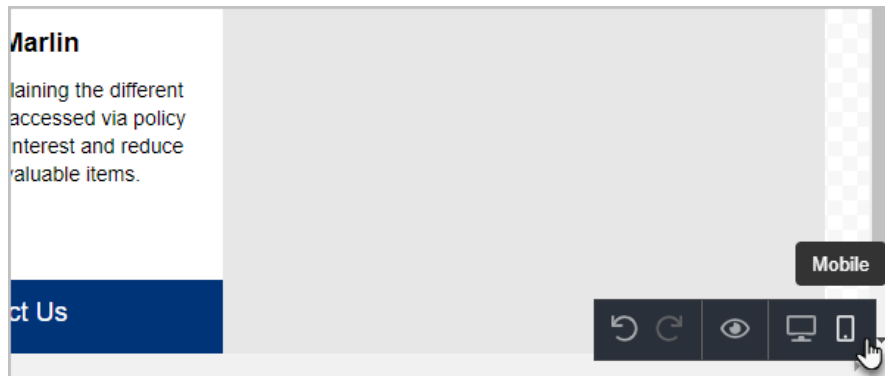 Marlin
laining the different
accessed via policy
nterest and reduce
valuable items.
Mobile
ct Us